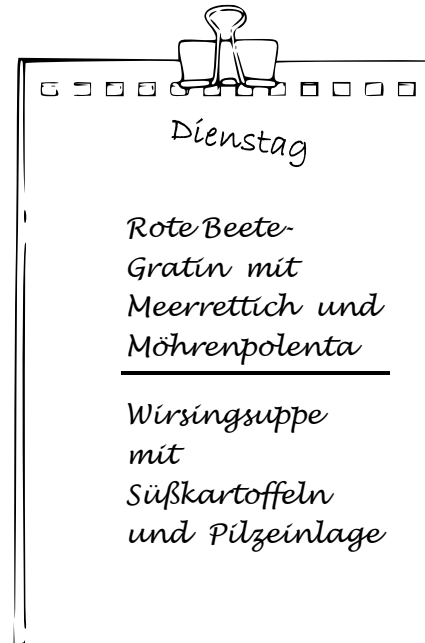 Dienstag
Rote Beete-
Gratin mit
Meerrettich und
Möhrenpolenta
Wirsingsuppe
mit
Süßkartoffeln
und Pilzeinlage